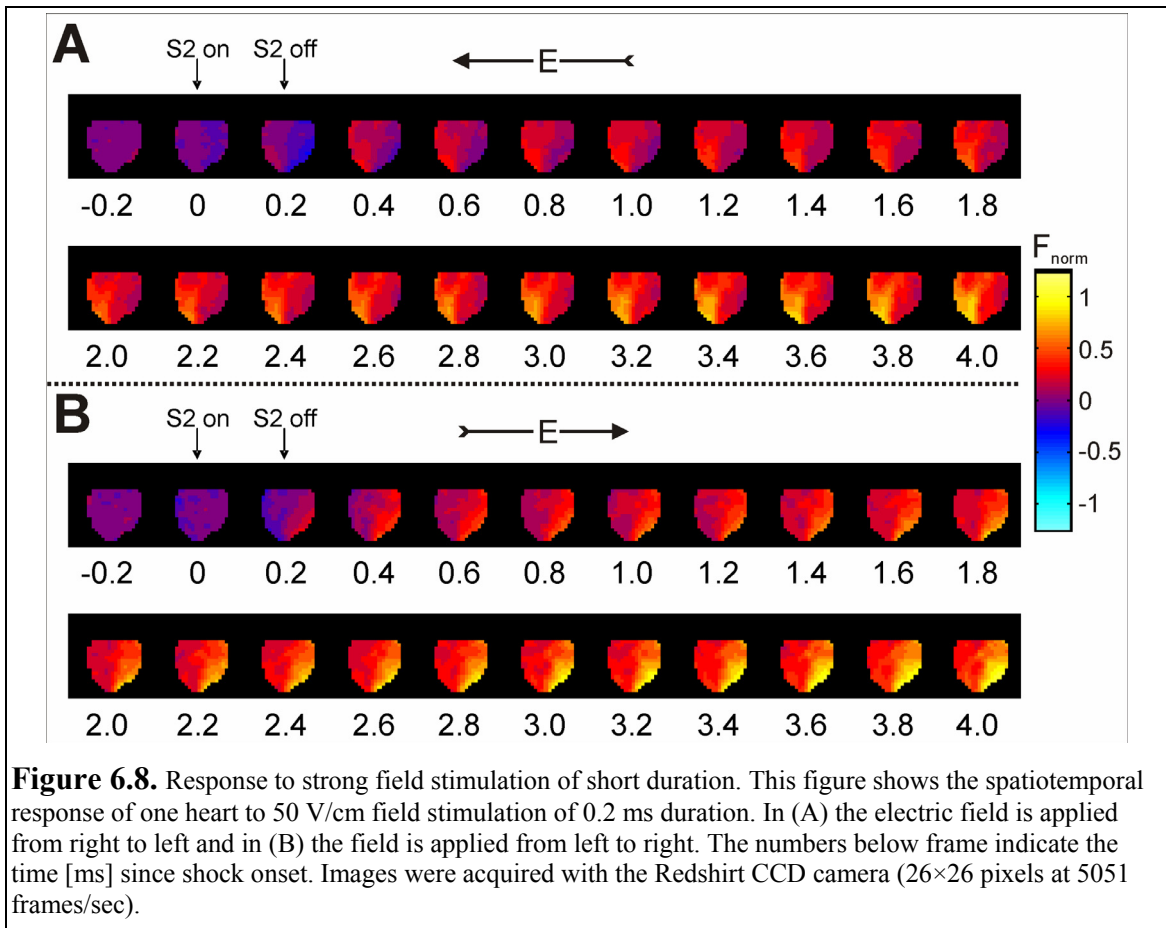 A
S2 on S2 off
E
-0.2 0 0.2 0.4 0.6 0.8 1.0 1.2 1.4 1.6 1.8
2.0 2.2 2.4 2.6 2.8 3.0 3.2 3.4 3.6 3.8 4.0
F norm
1
0.5
0
-0.5
-1
B
S2 on S2 off
E
-0.2 0 0.2 0.4 0.6 0.8 1.0 1.2 1.4 1.6 1.8
2.0 2.2 2.4 2.6 2.8 3.0 3.2 3.4 3.6 3.8 4.0
Figure 6.8. Response to strong field stimulation of short duration. This figure shows the spatiotemporal
response of one heart to 50 V/cm field stimulation of 0.2 ms duration. In (A) the electric field is applied
from right to left and in (B) the field is applied from left to right. The numbers below frame indicate the
time [ms] since shock onset. Images were acquired with the Redshirt CCD camera (26×26 pixels at 5051
frames/sec).